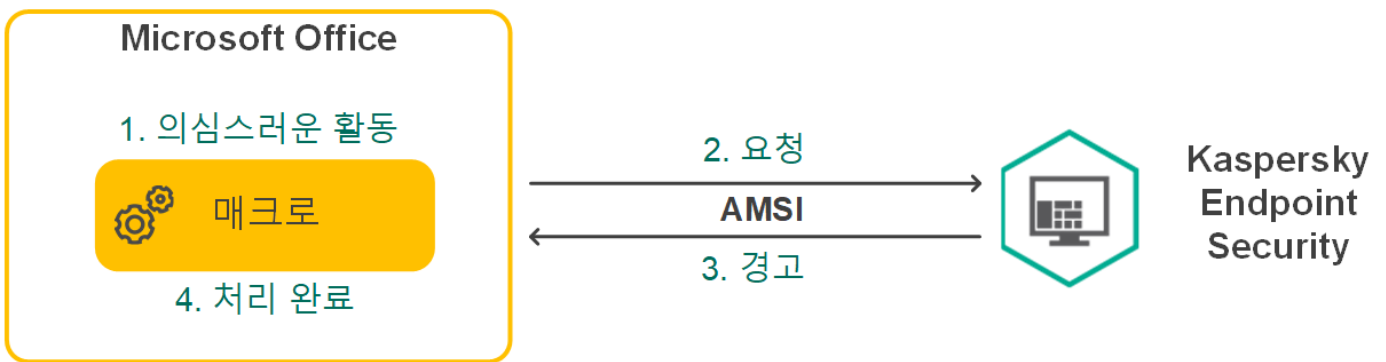 Microsoft Office
1. 의심스러운 활동
매크로
4. 처리 완료
2. 요청
AMSI
3. 경고
Kaspersky
Endpoint
Security